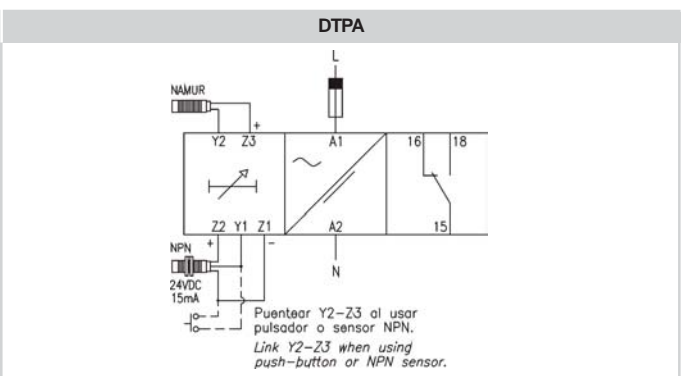 DTPA
L
NAMUR
+
Y2 Z3 A1 16 18
Z2 Y1 Z1 A2 15
+ -
NPN
N
24VDC
15mA
Puentear Y2-Z3 al usar
pulsador o sensor NPN.
Link Y2-Z3 when using
push-button or NPN sensor.